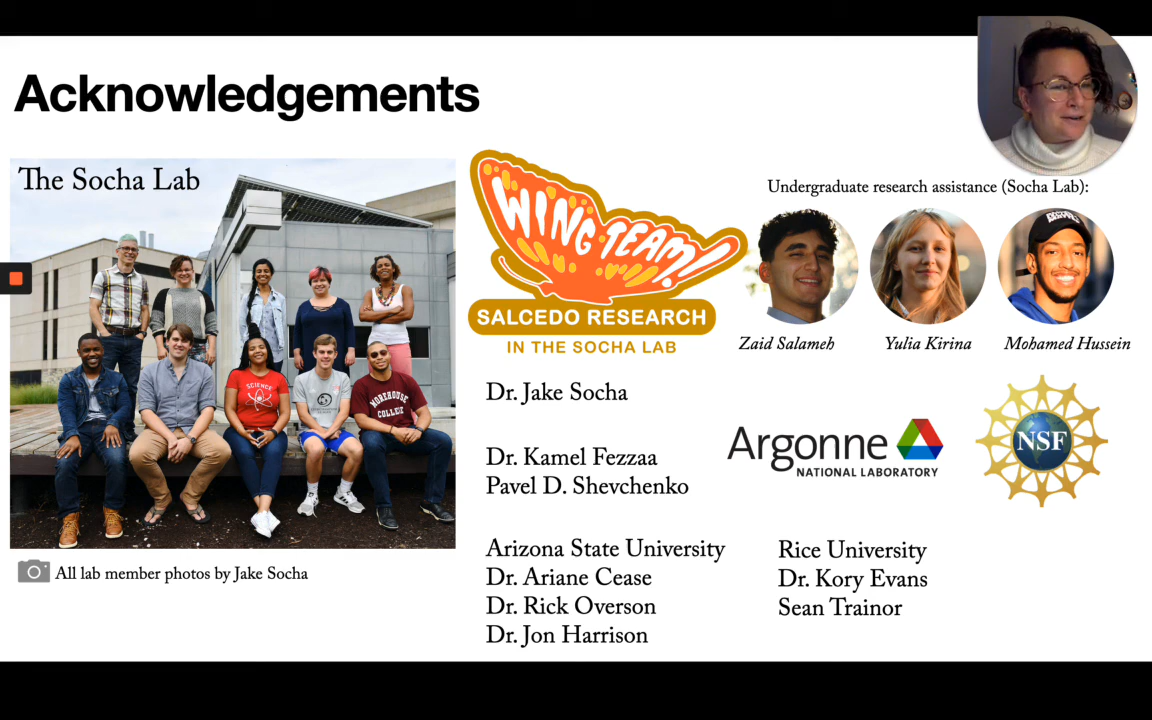 Acknowledgements
The Socha Lab
SCIENCE
MOREHOUSE
COLLEGE
All lab member photos by Jake Socha
WING TEAM!
SALCEDO RESEARCH
IN THE SOCHA LAB
Undergraduate research assistance (Socha Lab):
Zaid Salameh
Yulia Kirina
Mohamed Hussein
Dr. Jake Socha
Dr. Kamel Fezzaa
Pavel D. Shevchenko
Argonne
NATIONAL LABORATORY
NSF
Arizona State University
Dr. Ariane Cease
Dr. Rick Overson
Dr. Jon Harrison
Rice University
Dr. Kory Evans
Sean Trainor